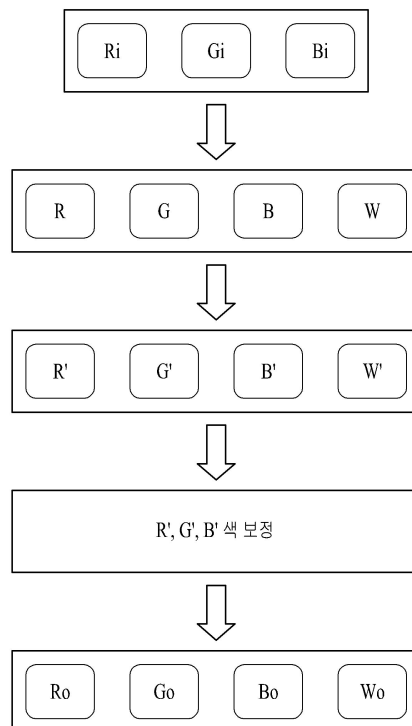 Ri Gi Bi
R G B W
R' G' B' W'
R', G', B' 색 보정
Ro Go Bo Wo